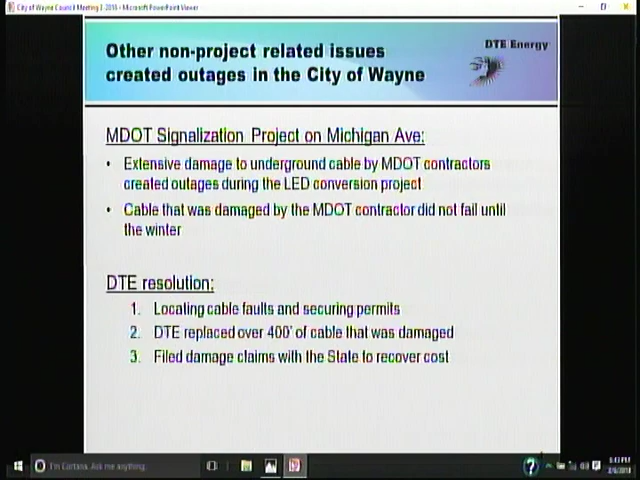 City of Wayne Council Meeting 2-2016 - Microsoft PowerPoint Viewer
Other non-project related issues
created outages in the City of Wayne
DTE Energy
MDOT Signalization Project on Michigan Ave:
• Extensive damage to underground cable by MDOT contractors
created outages during the LED conversion project
• Cable that was damaged by the MDOT contractor did not fail until
the winter
DTE resolution:
1. Locating cable faults and securing permits
2. DTE replaced over 400' of cable that was damaged
3. Filed damage claims with the State to recover cost
I'm Cortana. Ask me anything.